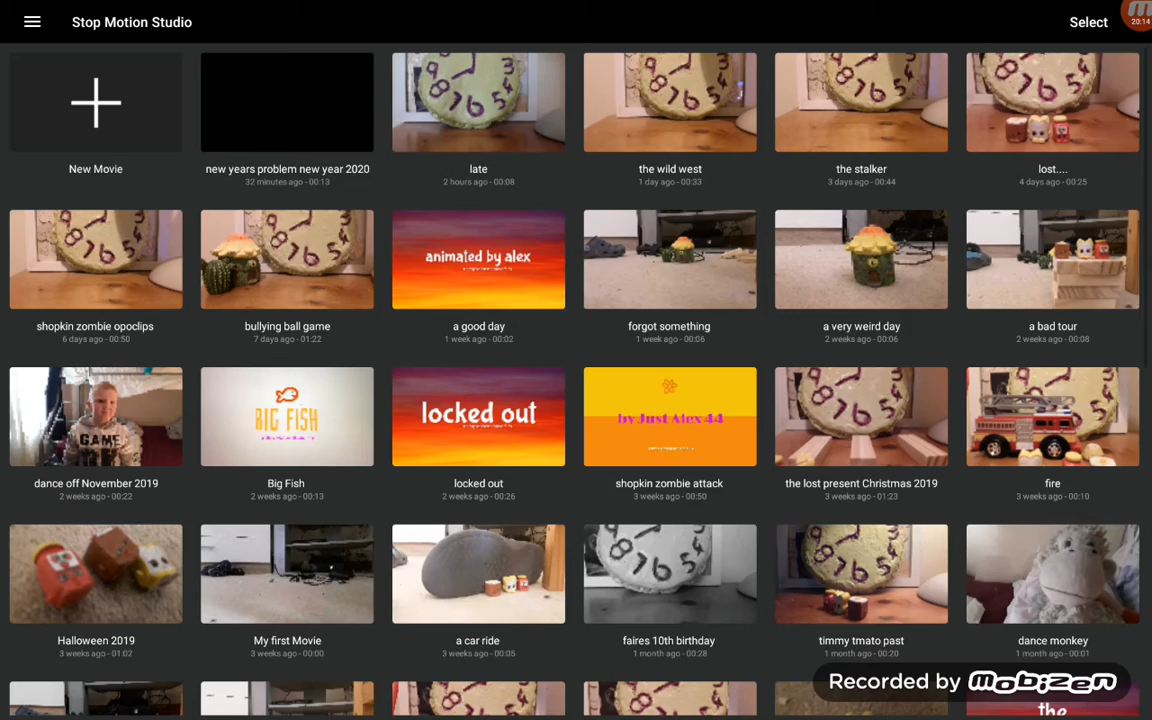 Stop Motion Studio
Select
20:14
New Movie
new years problem new year 2020
32 minutes ago - 00:13
late
2 hours ago - 00:08
the wild west
1 day ago - 00:33
the stalker
3 days ago - 00:44
lost....
4 days ago - 00:25
animated by alex
shopkin zombie opoclips
6 days ago - 00:50
bullying ball game
7 days ago - 01:22
a good day
1 week ago - 00:02
forgot something
1 week ago - 00:06
a very weird day
2 weeks ago - 00:06
a bad tour
2 weeks ago - 00:08
GAME
BIG FISH
locked out
by Just Alex 44
dance off November 2019
2 weeks ago - 00:22
Big Fish
2 weeks ago - 00:13
locked out
2 weeks ago - 00:26
shopkin zombie attack
3 weeks ago - 00:50
the lost present Christmas 2019
3 weeks ago - 01:23
fire
3 weeks ago - 00:10
Halloween 2019
3 weeks ago - 01:02
My first Movie
3 weeks ago - 00:00
a car ride
3 weeks ago - 00:05
faires 10th birthday
1 month ago - 00:28
timmy tmato past
1 month ago - 00:20
dance monkey
1 month ago - 00:01
Recorded by mobizen
the